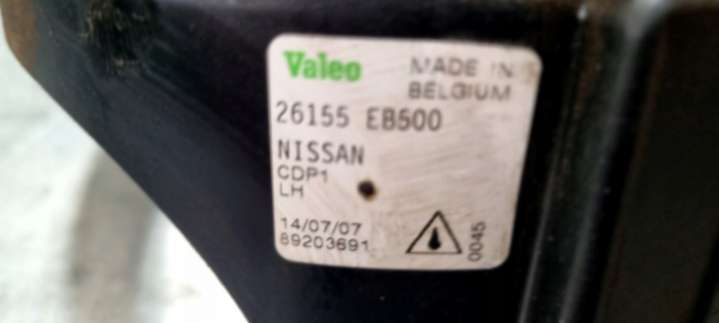 Valeo
MADE IN
BELGIUM
26155 EB500
NISSAN
CDP1
LH
14/07/07
89203691
0045